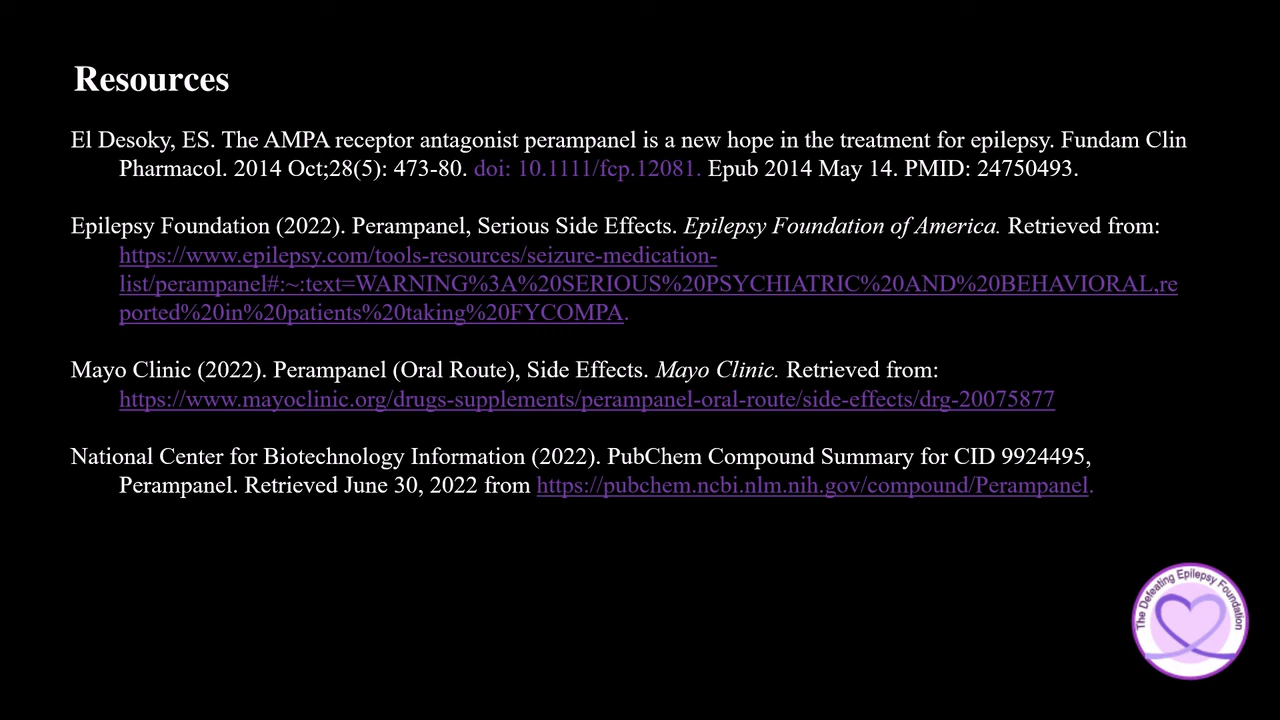 Resources
El Desoky, ES. The AMPA receptor antagonist perampanel is a new hope in the treatment for epilepsy. Fundam Clin
Pharmacol. 2014 Oct;28(5): 473-80. doi: 10.1111/fcp.12081. Epub 2014 May 14. PMID: 24750493.
Epilepsy Foundation (2022). Perampanel, Serious Side Effects. Epilepsy Foundation of America. Retrieved from:
https://www.epilepsy.com/tools-resources/seizure-medication-
list/perampanel#:~:text=WARNING%3A%20SERIOUS%20PSYCHIATRIC%20AND%20BEHAVIORAL,re
ported%20in%20patients%20taking%20FYCOMPA.
Mayo Clinic (2022). Perampanel (Oral Route), Side Effects. Mayo Clinic. Retrieved from:
https://www.mayoclinic.org/drugs-supplements/perampanel-oral-route/side-effects/drg-20075877
National Center for Biotechnology Information (2022). PubChem Compound Summary for CID 9924495,
Perampanel. Retrieved June 30, 2022 from https://pubchem.ncbi.nlm.nih.gov/compound/Perampanel.
The Defeating Epilepsy Foundation